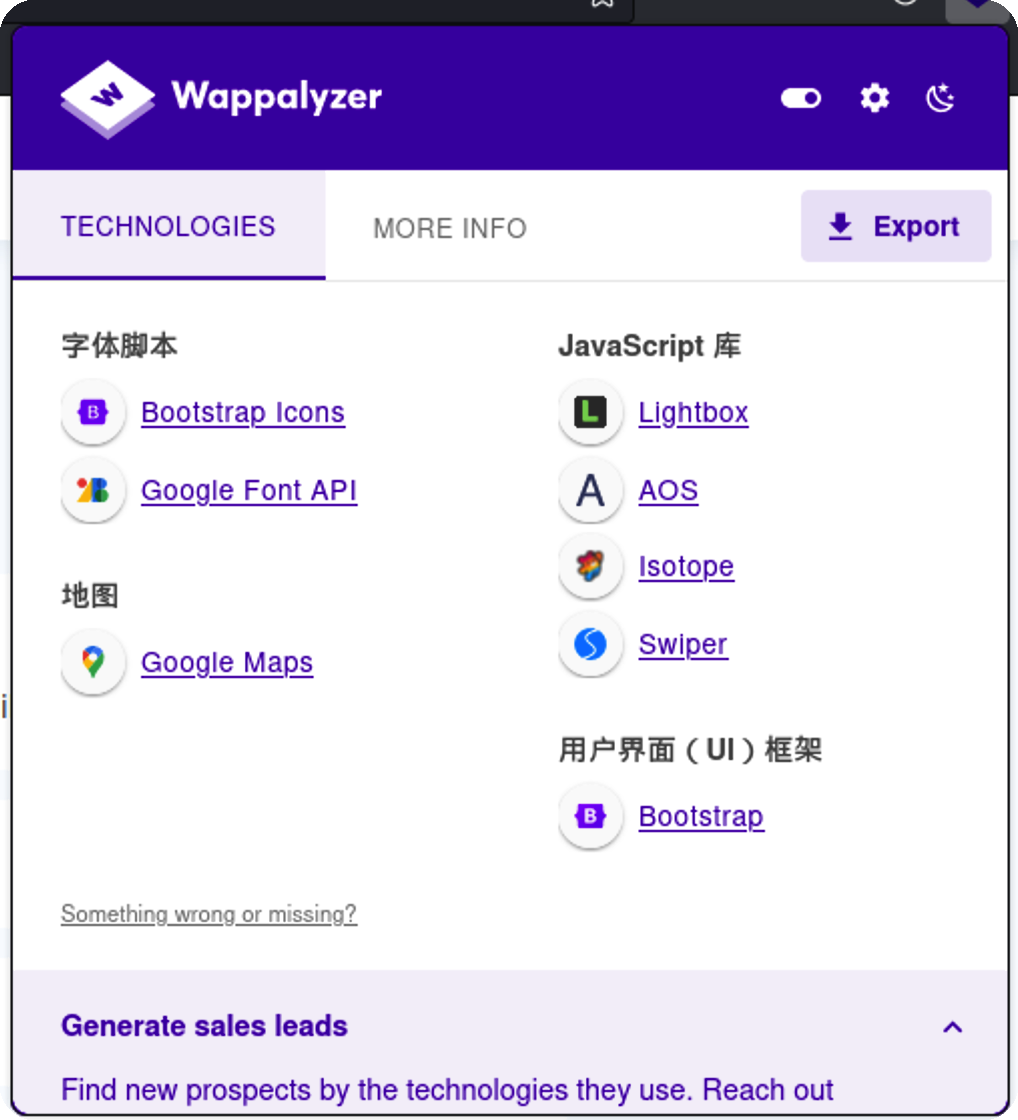 Wappalyzer
TECHNOLOGIES
MORE INFO
Export
字体脚本
Bootstrap Icons
Google Font API
地图
Google Maps
JavaScript 库
Lightbox
AOS
Isotope
Swiper
用户界面（UI）框架
Bootstrap
Something wrong or missing?
Generate sales leads
Find new prospects by the technologies they use. Reach out